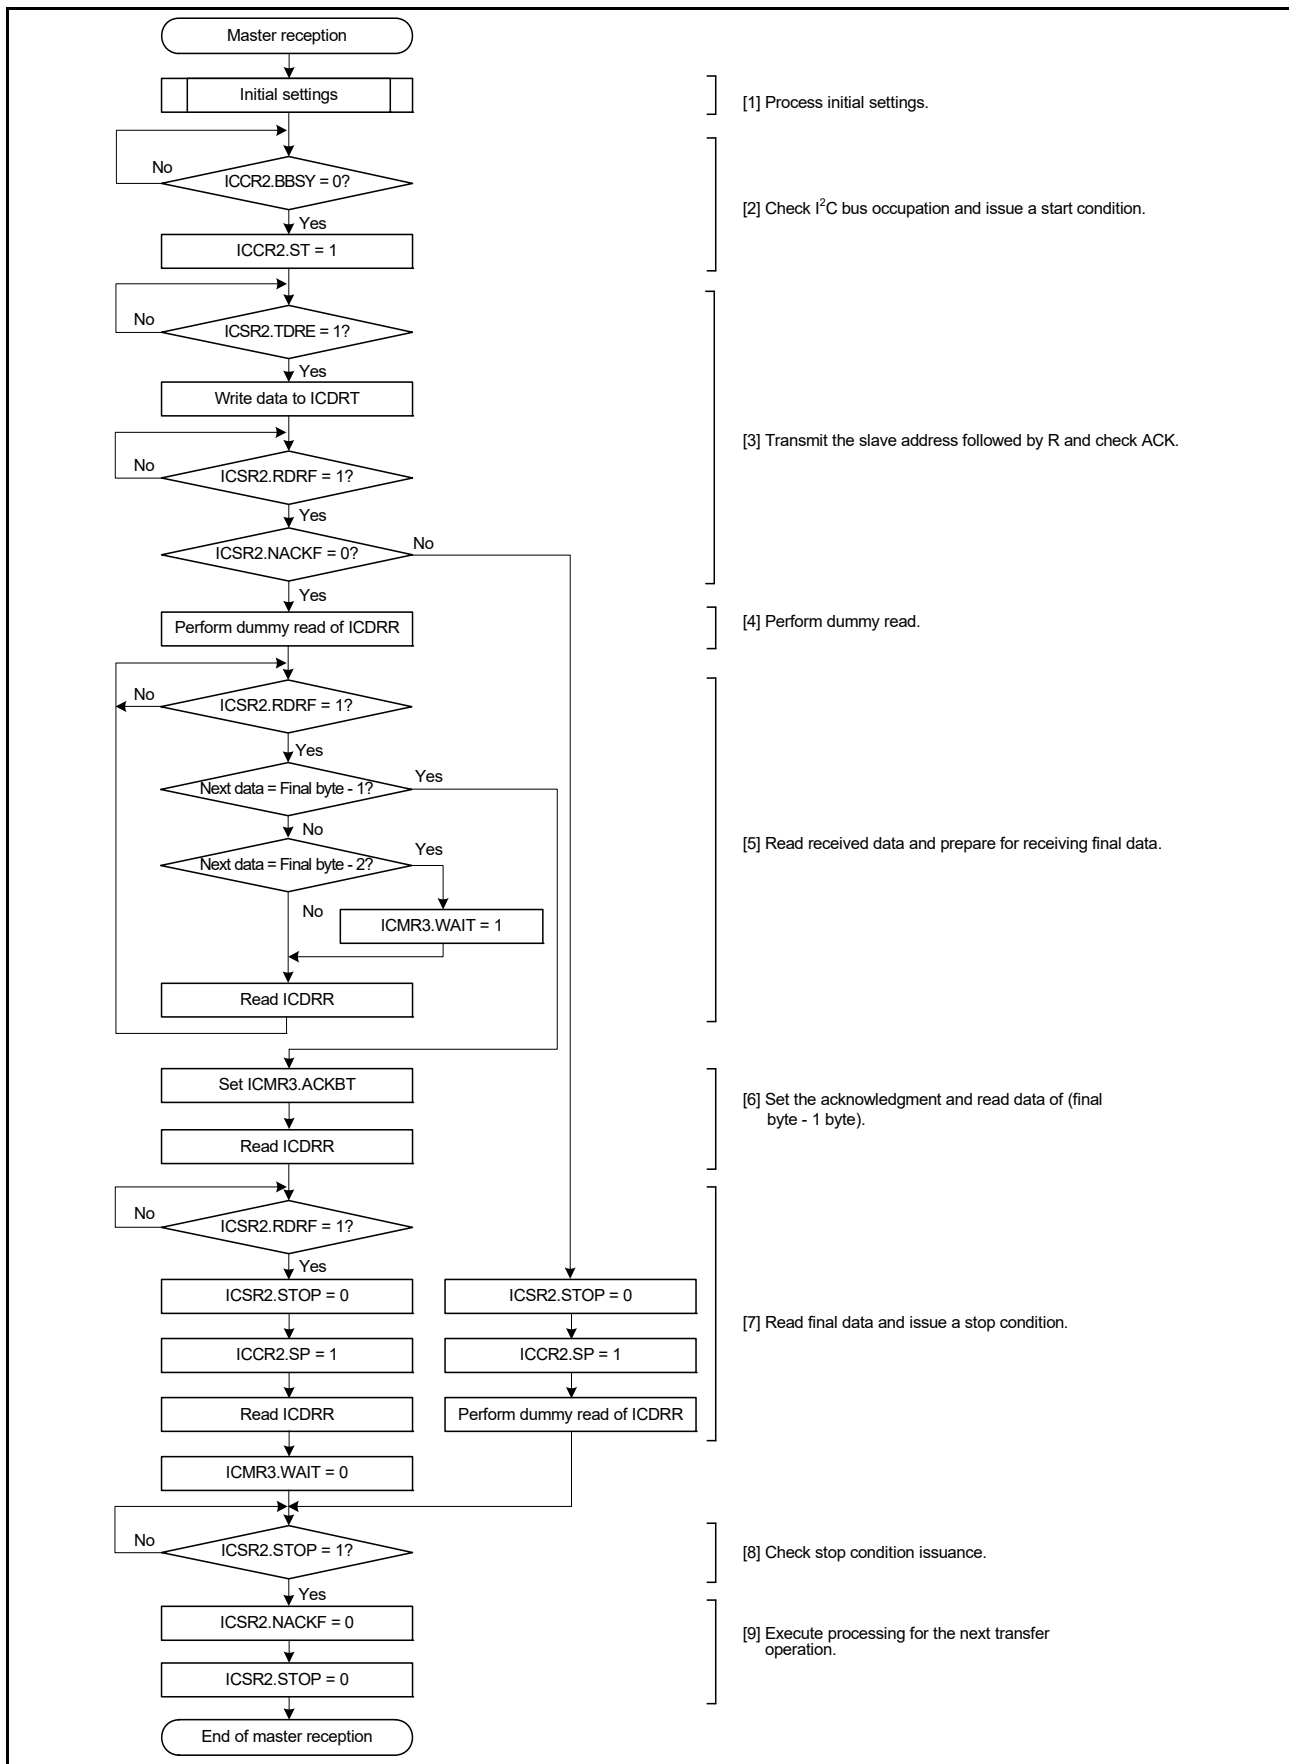 Master reception
Initial settings
[1] Process initial settings.
No
ICCR2.BBSY = 0?
Yes
[2] Check I²C bus occupation and issue a start condition.
ICCR2.ST = 1
No
ICSR2.TDRE = 1?
Yes
Write data to ICDRT
[3] Transmit the slave address followed by R and check ACK.
No
ICSR2.RDRF = 1?
Yes
ICSR2.NACKF = 0?
No
Yes
Perform dummy read of ICDRR
[4] Perform dummy read.
No
ICSR2.RDRF = 1?
Yes
Next data = Final byte - 1?
Yes
No
Next data = Final byte - 2?
Yes
[5] Read received data and prepare for receiving final data.
No
ICMR3.WAIT = 1
Read ICDRR
Set ICMR3.ACKBT
[6] Set the acknowledgment and read data of (final
byte - 1 byte).
Read ICDRR
No
ICSR2.RDRF = 1?
Yes
ICSR2.STOP = 0
ICSR2.STOP = 0
[7] Read final data and issue a stop condition.
ICCR2.SP = 1
ICCR2.SP = 1
Read ICDRR
Perform dummy read of ICDRR
ICMR3.WAIT = 0
No
ICSR2.STOP = 1?
[8] Check stop condition issuance.
Yes
ICSR2.NACKF = 0
[9] Execute processing for the next transfer
operation.
ICSR2.STOP = 0
End of master reception